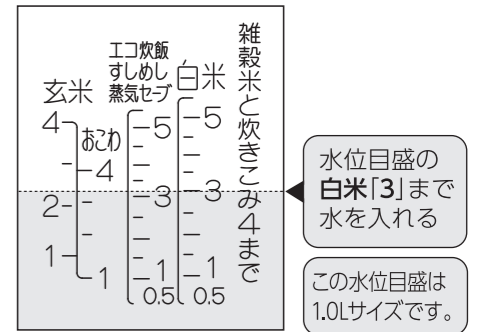 雑穀米と炊きこみ4まで
エコ炊飯
すしめし
蒸気セーブ
白米
玄米
おこわ
4
2
1
4
1
5
3
1
0.5
5
3
1
0.5
水位目盛の
白米「3」まで
水を入れる
この水位目盛は
1.0Lサイズです。